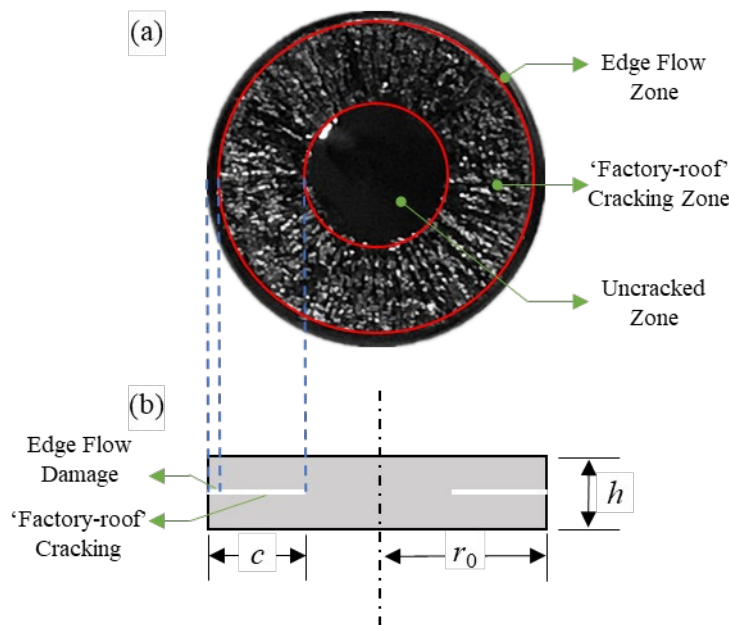 (a)
Edge Flow
Zone
‘Factory-roof’
Cracking Zone
Uncracked
Zone
(b)
Edge Flow
Damage
‘Factory-roof’
Cracking
c
r₀
h